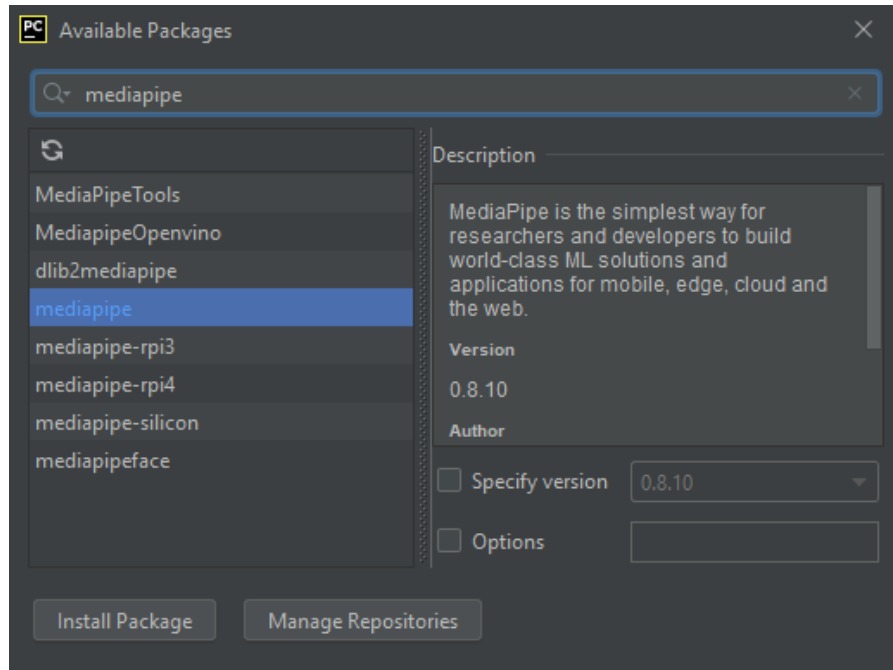 PC Available Packages
mediapipe
Description
MediaPipeTools
MediapipeOpenvino
dlib2mediapipe
mediapipe
mediapipe-rpi3
mediapipe-rpi4
mediapipe-silicon
mediapipeface
MediaPipe is the simplest way for
researchers and developers to build
world-class ML solutions and
applications for mobile, edge, cloud and
the web.
Version
0.8.10
Author
Specify version 0.8.10
Options
Install Package Manage Repositories